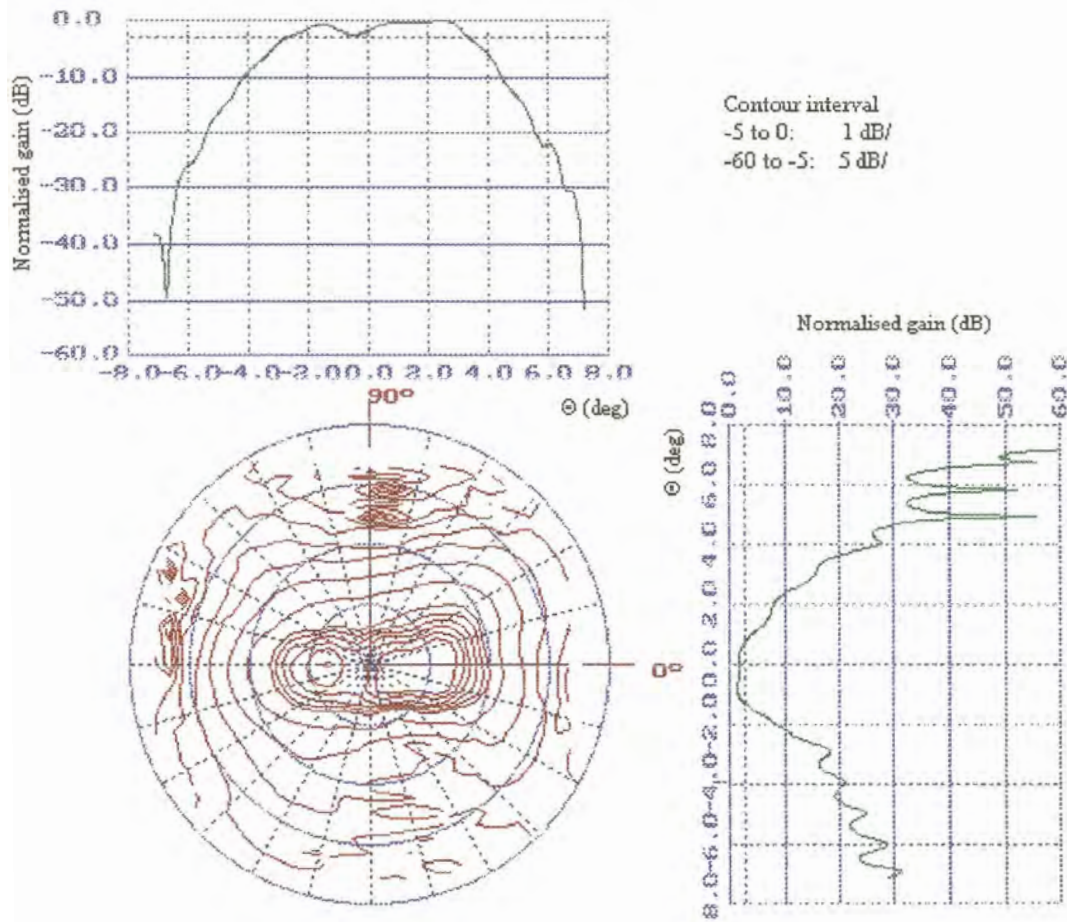 0.0
-10.0
-20.0
-30.0
-40.0
-50.0
-60.0
Normalised gain (dB)
-8.0-6.0-4.0-2.0 0.0 2.0 4.0 6.0 8.0
Θ (deg)
Contour interval
-5 to 0: 1 dB/
-60 to -5: 5 dB/
90°
0°
Normalised gain (dB)
0.0 10.0 20.0 30.0 40.0 50.0 60.0
Θ (deg)
8.0-6.0-4.0-2.0 0.0 2.0 4.0 6.0 8.0